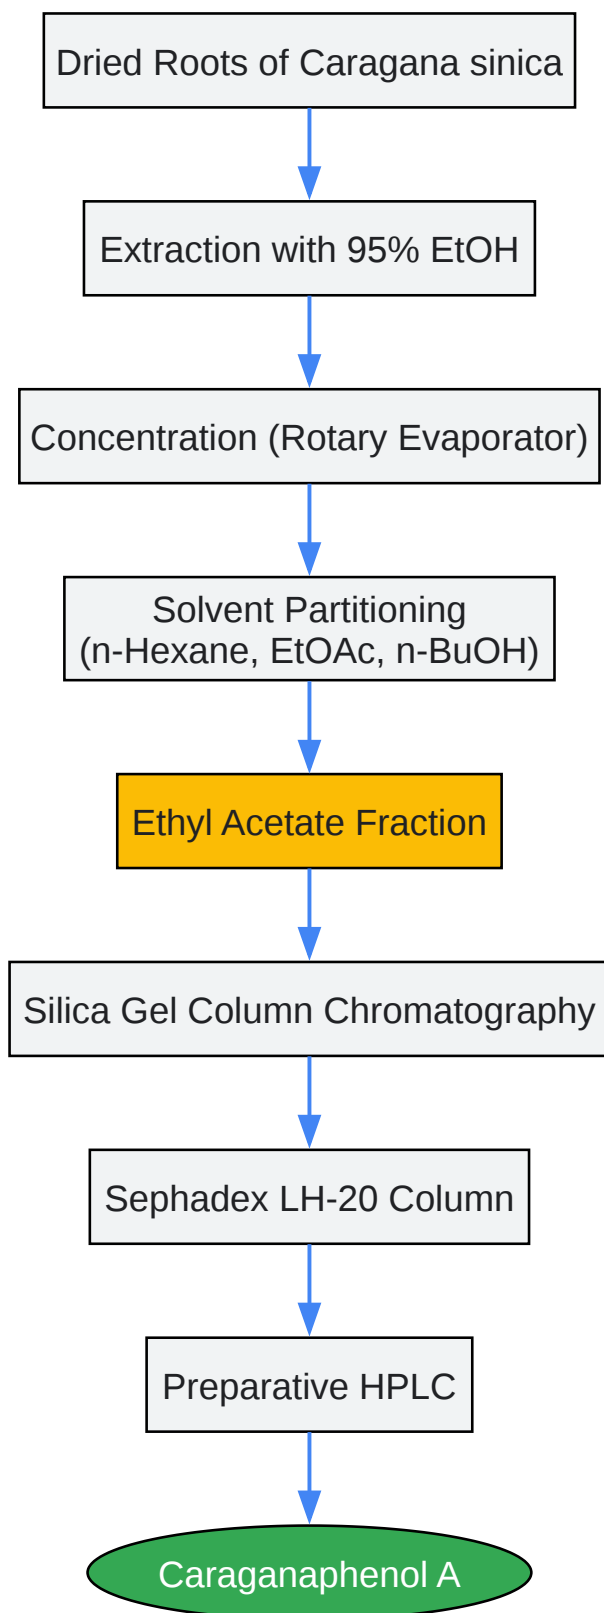 Dried Roots of Caragana sinica
Extraction with 95% EtOH
Concentration (Rotary Evaporator)
Solvent Partitioning
(n-Hexane, EtOAc, n-BuOH)
Ethyl Acetate Fraction
Silica Gel Column Chromatography
Sephadex LH-20 Column
Preparative HPLC
Caraganaphenol A